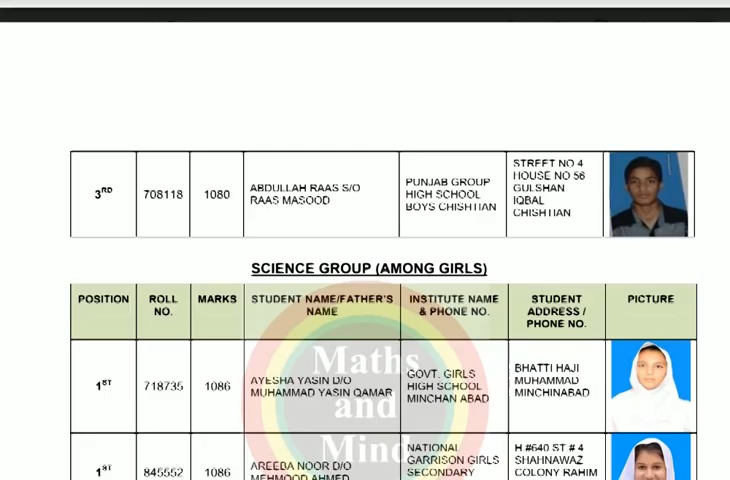 3RD 708118 1080 ABDULLAH RAAS S/O RAAS MASOOD PUNJAB GROUP HIGH SCHOOL BOYS CHISHTIAN STREET NO 4 HOUSE NO 56 GULSHAN IQBAL CHISHTIAN
SCIENCE GROUP (AMONG GIRLS)
POSITION ROLL NO. MARKS STUDENT NAME/FATHER'S NAME INSTITUTE NAME & PHONE NO. STUDENT ADDRESS / PHONE NO. PICTURE
1ST 718735 1086 AYESHA YASIN D/O MUHAMMAD YASIN QAMAR GOVT. GIRLS HIGH SCHOOL MINCHAN ABAD BHATTI HAJI MUHAMMAD MINCHINABAD
1ST 845552 1086 AREEBA NOOR D/O MEHMOOD AHMED NATIONAL GARRISON GIRLS SECONDARY H #640 ST # 4 SHAHNAWAZ COLONY RAHIM
Maths
and
Mind